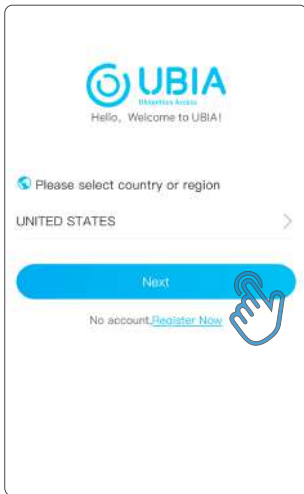 UBIA
Ubiquitous Access
Hello, Welcome to UBIA!
Please select country or region
UNITED STATES
Next
No account,Register Now